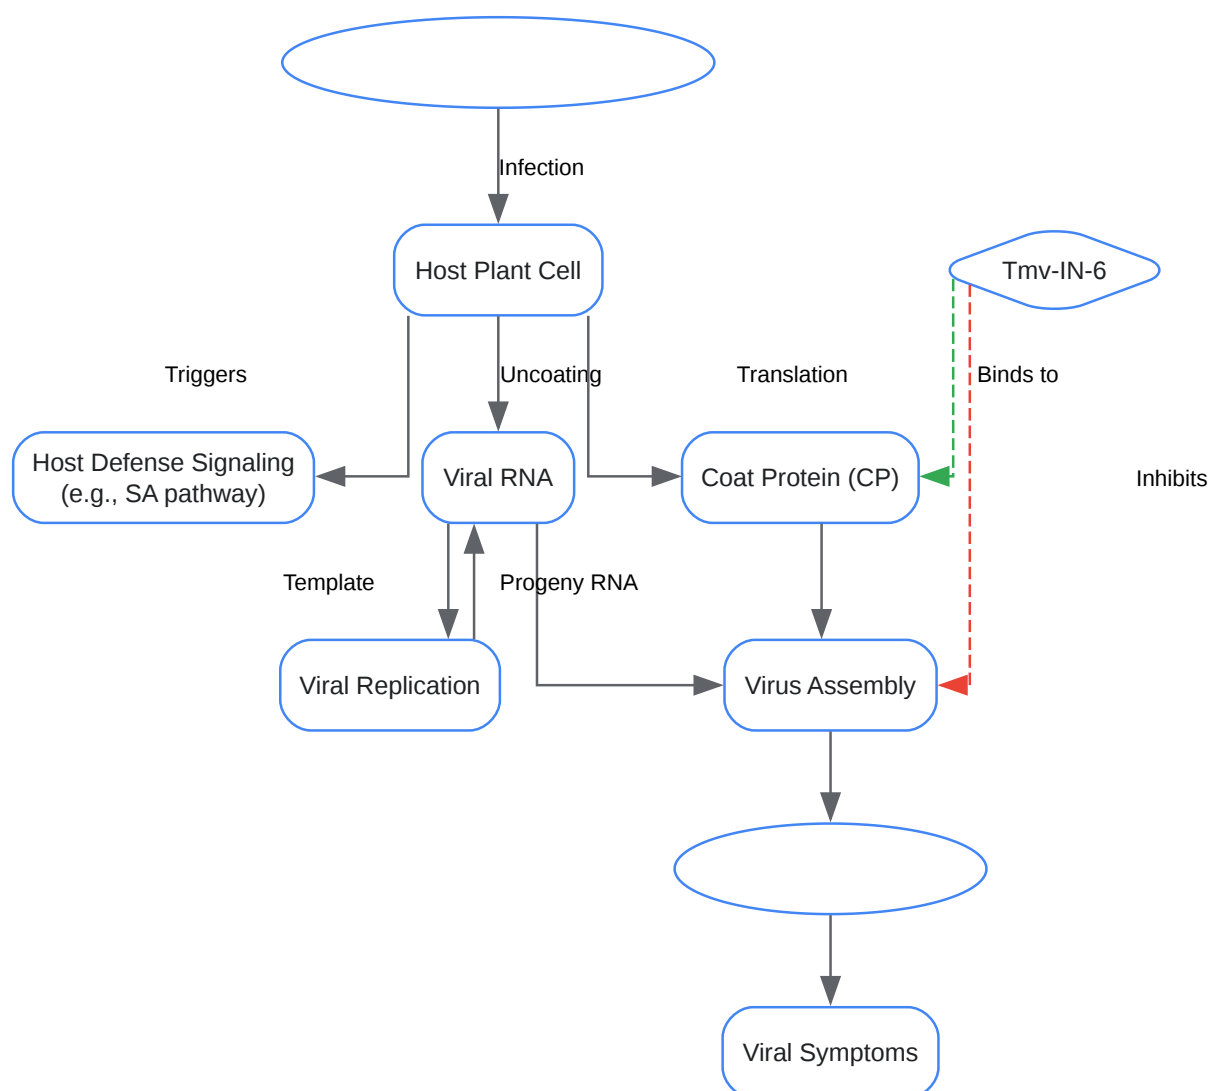 Infection
Host Plant Cell
Tmv-IN-6
Triggers
Uncoating
Translation
Binds to
Host Defense Signaling
(e.g., SA pathway)
Viral RNA
Coat Protein (CP)
Inhibits
Template
Progeny RNA
Viral Replication
Virus Assembly
Viral Symptoms